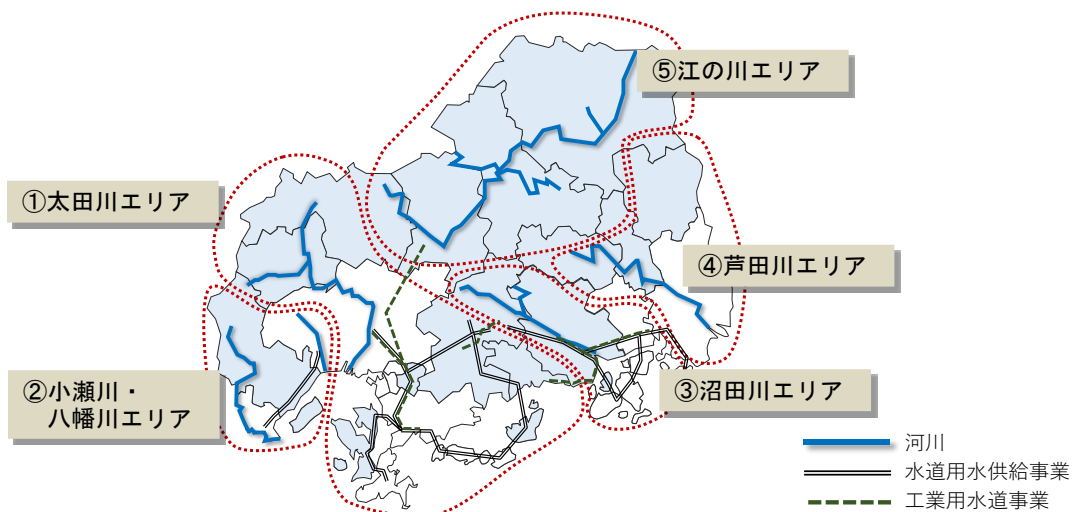 ⑤江の川エリア
①太田川エリア
④芦田川エリア
②小瀬川・
八幡川エリア
③沼田川エリア
河川
水道用水供給事業
工業用水道事業